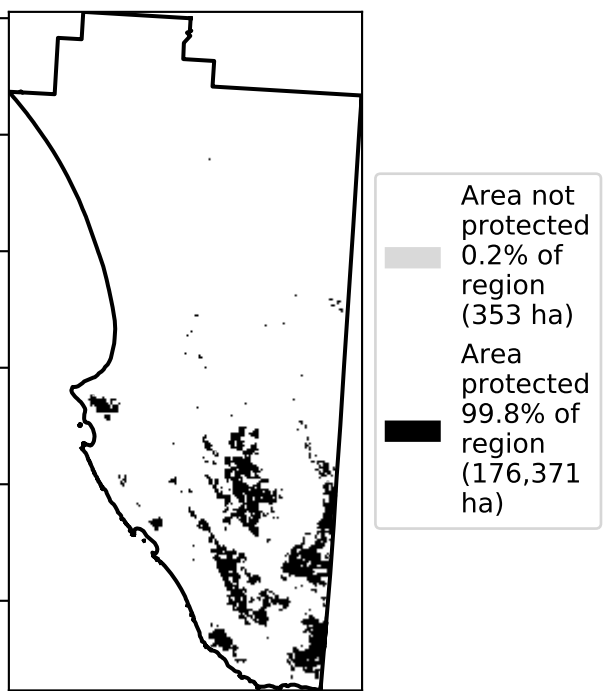 Area not
protected
0.2% of
region
(353 ha)
Area
protected
99.8% of
region
(176,371
ha)